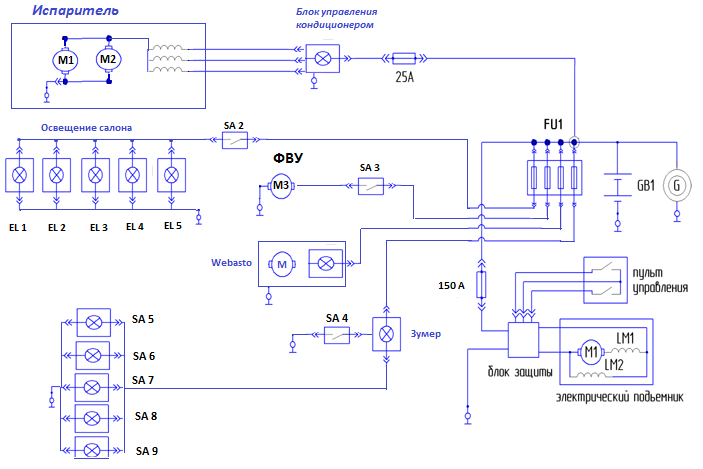 Испаритель
Блок управления
кондиционером
M1
M2
25А
Освещение салона
SA 2
FU1
ФВУ
SA 3
M3
GB1
G
EL 1
EL 2
EL 3
EL 4
EL 5
Webasto
M
150 А
пульт
управления
SA 5
SA 4
Зумер
SA 6
LM1
M1
SA 7
LM2
блок защиты
электрический подьемник
SA 8
SA 9